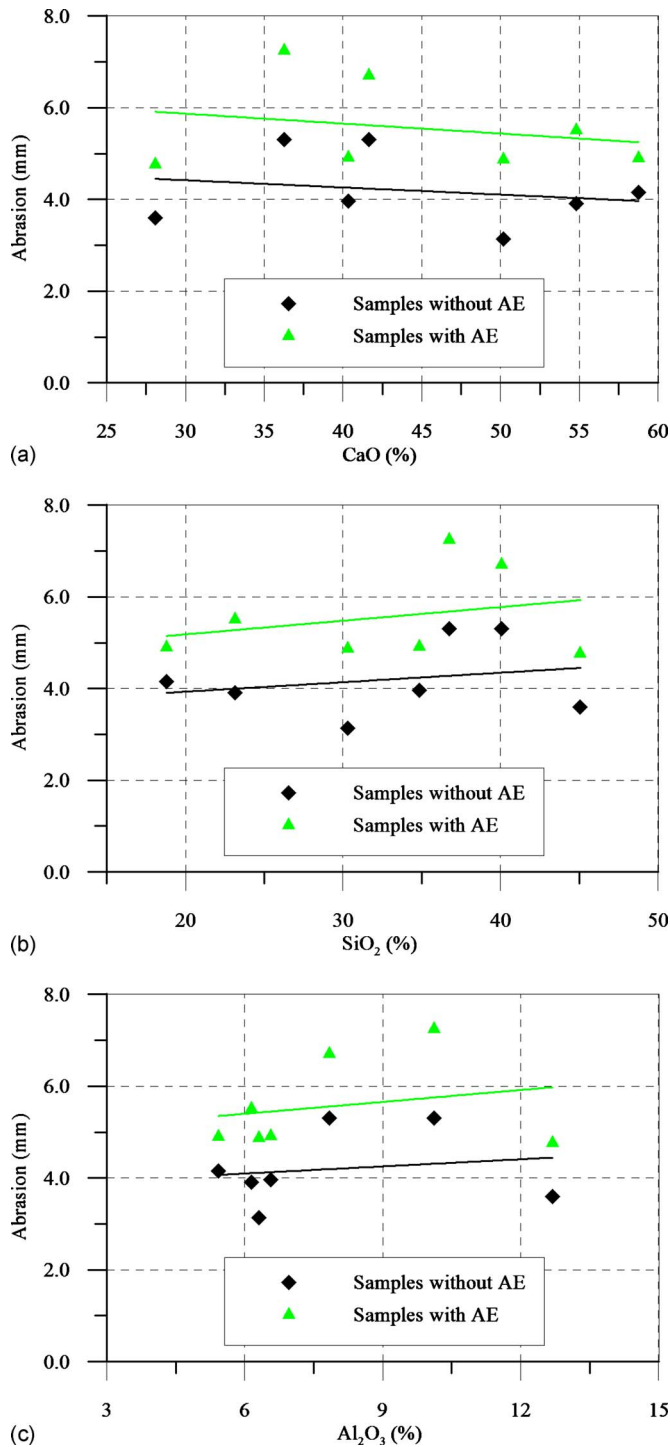 8.0
6.0
Abrasion (mm)
4.0
Samples without AE
2.0
Samples with AE
0.0
25 30 35 40 45 50 55 60
(a) CaO (%)
8.0
6.0
Abrasion (mm)
4.0
Samples without AE
2.0
Samples with AE
0.0
20 30 40 50
(b) SiO₂ (%)
8.0
6.0
Abrasion (mm)
4.0
2.0
Samples without AE
Samples with AE
0.0
3 6 9 12 15
(c) Al₂O₃ (%)